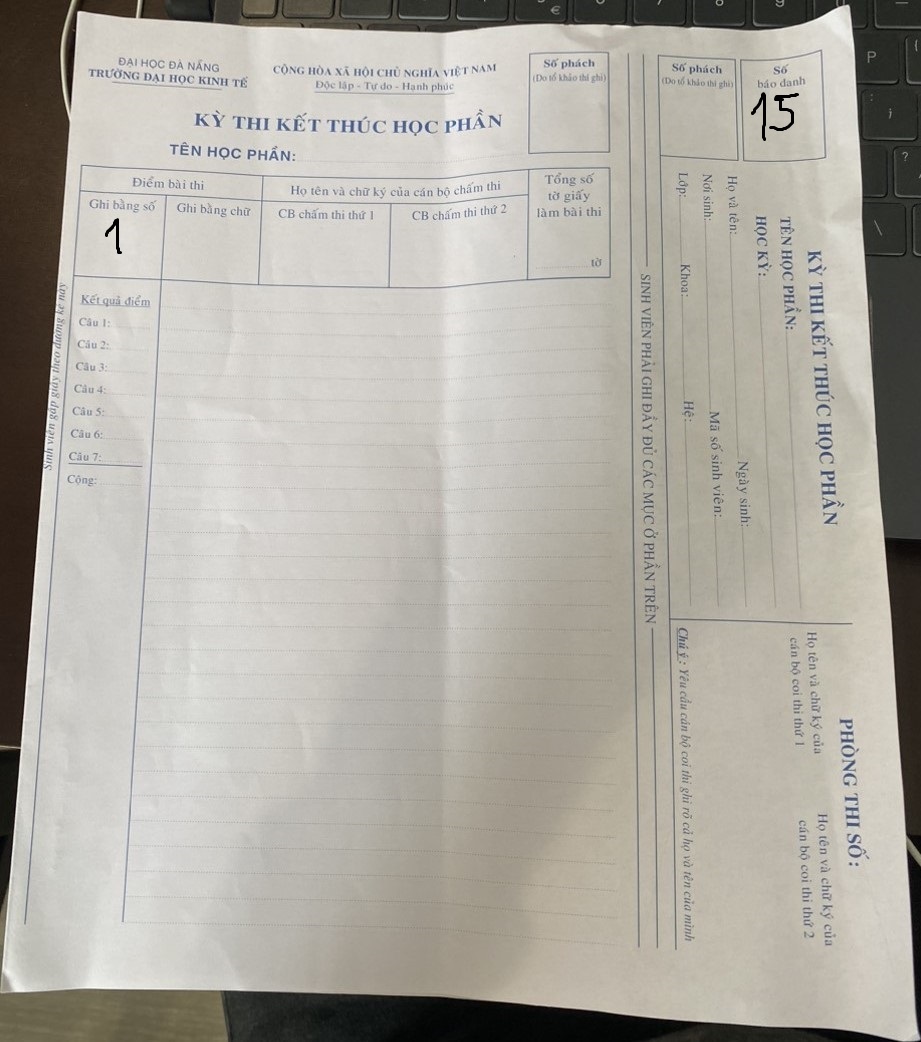 ĐẠI HỌC ĐÀ NẴNG
TRƯỜNG ĐẠI HỌC KINH TẾ
CỘNG HÒA XÃ HỘI CHỦ NGHĨA VIỆT NAM
Độc lập - Tự do - Hạnh phúc
KỲ THI KẾT THÚC HỌC PHẦN
TÊN HỌC PHẦN:
Số phách
(Do tổ khảo thí ghi)
Điểm bài thi
Ghi bằng số
1
Ghi bằng chữ
Họ tên và chữ ký của cán bộ chấm thi
CB chấm thi thứ 1
CB chấm thi thứ 2
Tổng số
tờ giấy
làm bài thi
tờ
Kết quả điểm
Câu 1:
Câu 2:
Câu 3:
Câu 4:
Câu 5:
Câu 6:
Câu 7:
Cộng:
Sinh viên gấp giấy theo đường kẻ này
SINH VIÊN PHẢI GHI ĐẦY ĐỦ CÁC MỤC Ở PHẦN TRÊN
Số phách
(Do tổ khảo thí ghi)
Số
báo danh
15
KỲ THI KẾT THÚC HỌC PHẦN
TÊN HỌC PHẦN:
HỌC KỲ:
Họ và tên: Ngày sinh:
Nơi sinh: Mã số sinh viên:
Lớp: Khoa: Hệ:
PHÒNG THI SỐ:
Họ tên và chữ ký của
cán bộ coi thi thứ 1
Họ tên và chữ ký của
cán bộ coi thi thứ 2
Chú ý : Yêu cầu cán bộ coi thi ghi rõ cả họ và tên của mình
P
€
8
9
;
?
\